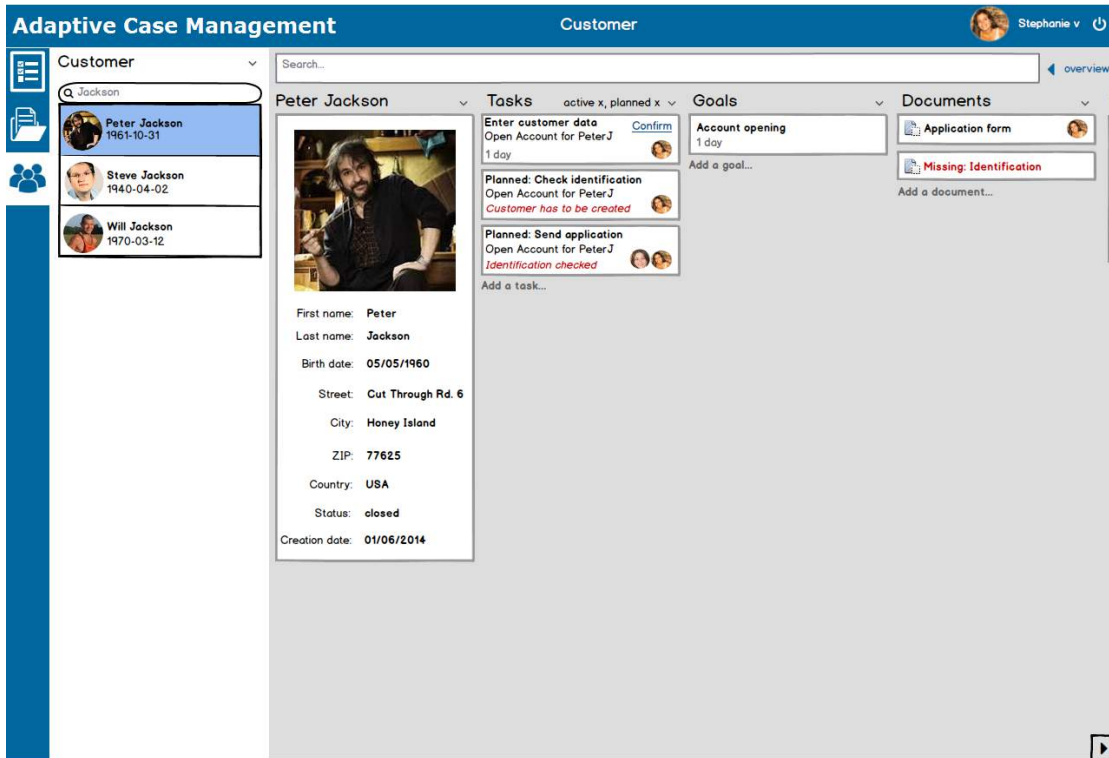 Adaptive Case Management
Customer
Stephanie v
Customer
Jackson
Peter Jackson
1961-10-31
Steve Jackson
1940-04-02
Will Jackson
1970-03-12
Search...
overview
Peter Jackson
First name: Peter
Last name: Jackson
Birth date: 05/05/1960
Street: Cut Through Rd. 6
City: Honey Island
ZIP: 77625
Country: USA
Status: closed
Creation date: 01/06/2014
Tasks active x, planned x
Enter customer data Confirm
Open Account for PeterJ
1 day
Planned: Check identification
Open Account for PeterJ
Customer has to be created
Planned: Send application
Open Account for PeterJ
Identification checked
Add a task...
Goals
Account opening
1 day
Add a goal...
Documents
Application form
Missing: Identification
Add a document...